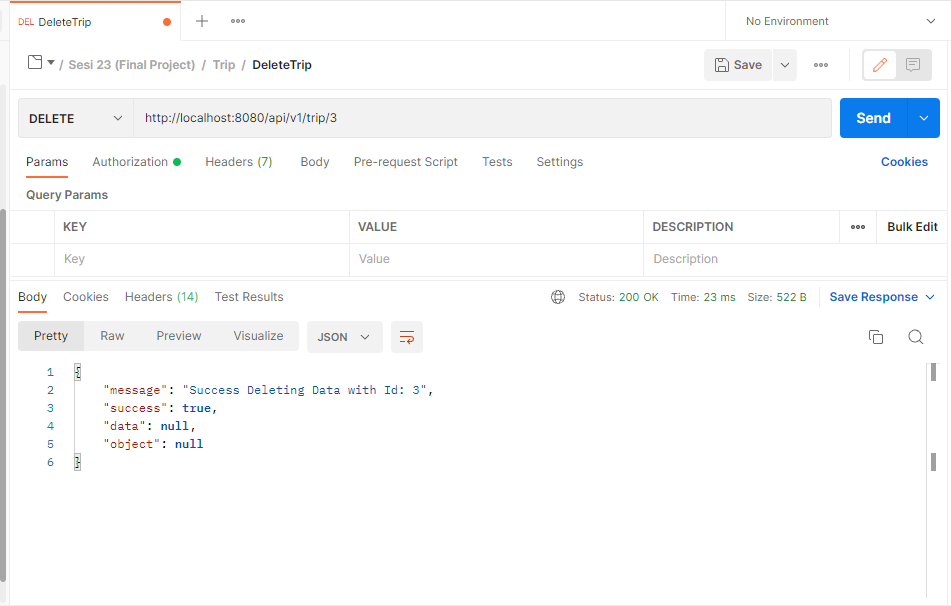 DEL DeleteTrip
No Environment
/ Sesi 23 (Final Project) / Trip / DeleteTrip
Save
DELETE
http://localhost:8080/api/v1/trip/3
Send
Params Authorization Headers (7) Body Pre-request Script Tests Settings Cookies
Query Params
KEY VALUE DESCRIPTION Bulk Edit
Key Value Description
Body Cookies Headers (14) Test Results Status: 200 OK Time: 23 ms Size: 522 B Save Response
Pretty Raw Preview Visualize JSON
1 {
2 "message": "Success Deleting Data with Id: 3",
3 "success": true,
4 "data": null,
5 "object": null
6 }